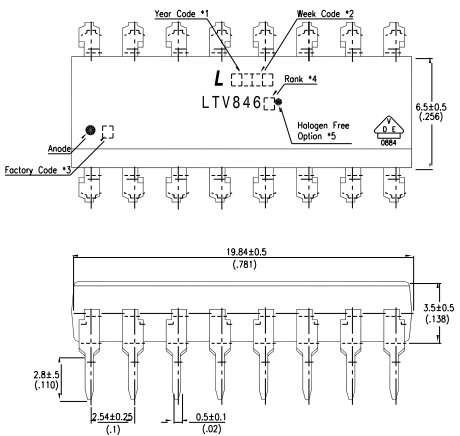 Year Code *1
Week Code *2
L
Rank *4
LTV846
6.5±0.5
(.256)
Halogen Free
Option *5
V
D E
0884
Anode
Factory Code *3
19.84±0.5
(.781)
3.5±0.5
(.138)
2.8±.5
(.110)
2.54±0.25
(.1)
0.5±0.1
(.02)